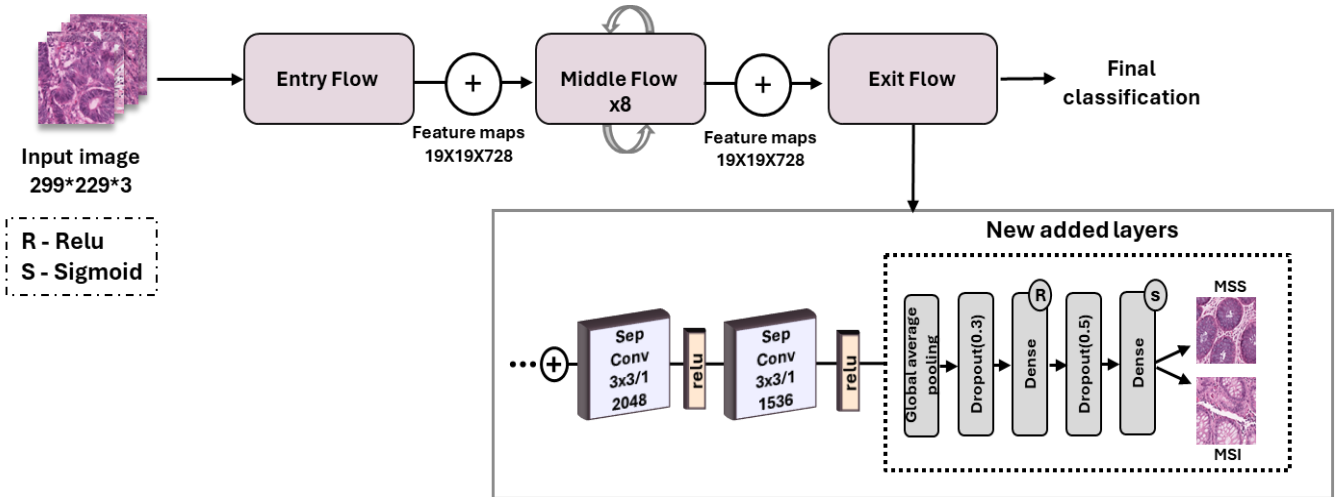 Input image
299*229*3
R - Relu
S - Sigmoid
Entry Flow
+
Feature maps
19X19X728
Middle Flow
x8
+
Feature maps
19X19X728
Exit Flow
Final
classification
New added layers
...
+
Sep
Conv
3x3/1
2048
relu
Sep
Conv
3x3/1
1536
relu
Global average
pooling
Dropout(0.3)
R
Dense
Dropout(0.5)
s
Dense
MSS
MSI